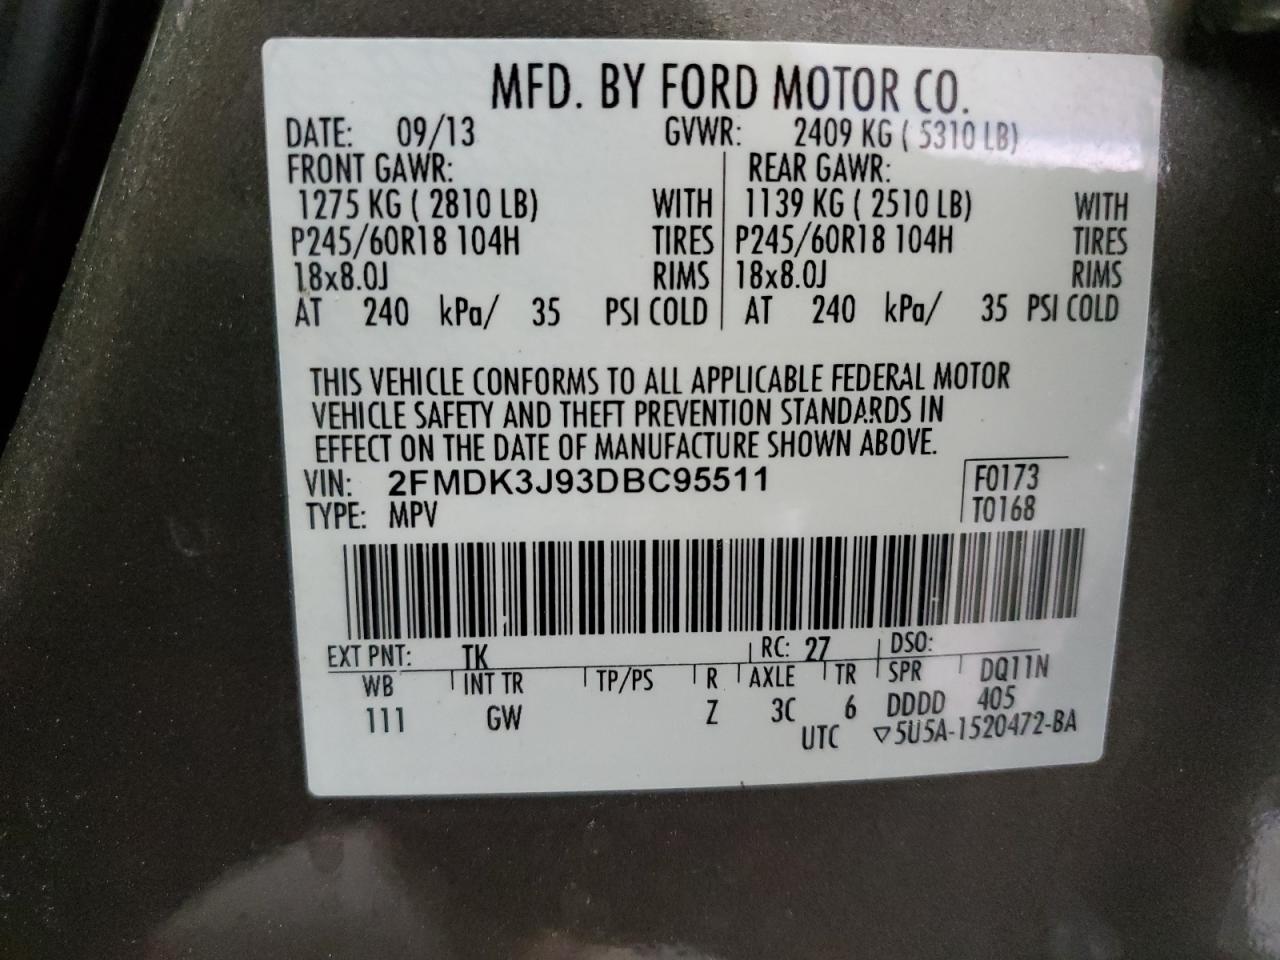 MFD. BY FORD MOTOR CO.
DATE: 09/13 GVWR: 2409 KG ( 5310 LB)
FRONT GAWR: REAR GAWR:
1275 KG ( 2810 LB) WITH 1139 KG ( 2510 LB) WITH
P245/60R18 104H TIRES P245/60R18 104H TIRES
18x8.0J RIMS 18x8.0J RIMS
AT 240 kPa/ 35 PSI COLD AT 240 kPa/ 35 PSI COLD
THIS VEHICLE CONFORMS TO ALL APPLICABLE FEDERAL MOTOR
VEHICLE SAFETY AND THEFT PREVENTION STANDARDS IN
EFFECT ON THE DATE OF MANUFACTURE SHOWN ABOVE.
VIN: 2FMDK3J93DBC95511 F0173
TYPE: MPV T0168
EXT PNT: TK RC: 27 DSO:
WB INT TR TP/PS R AXLE TR SPR DQ11N
111 GW Z 3C 6 DDDD 405
UTC ▽5U5A-1520472-BA